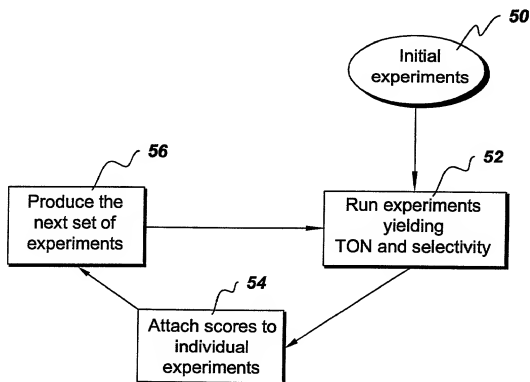 50
Initial
experiments
56
52
Produce the
next set of
experiments
Run experiments
yielding
TON and selectivity
54
Attach scores to
individual
experiments